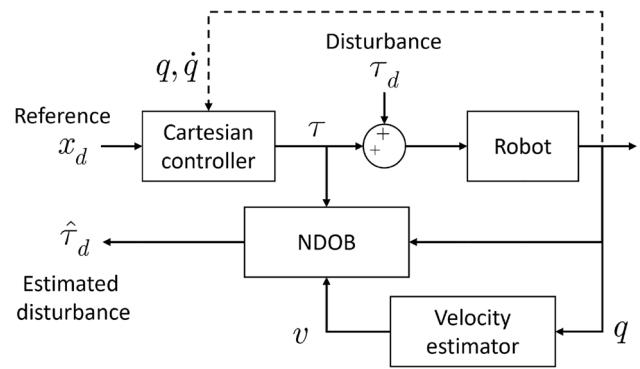 Disturbance
τ_d
q, q̇
Reference
x_d
Cartesian
controller
τ
+
+
Robot
τ̂_d
NDOB
Estimated
disturbance
v
Velocity
estimator
q